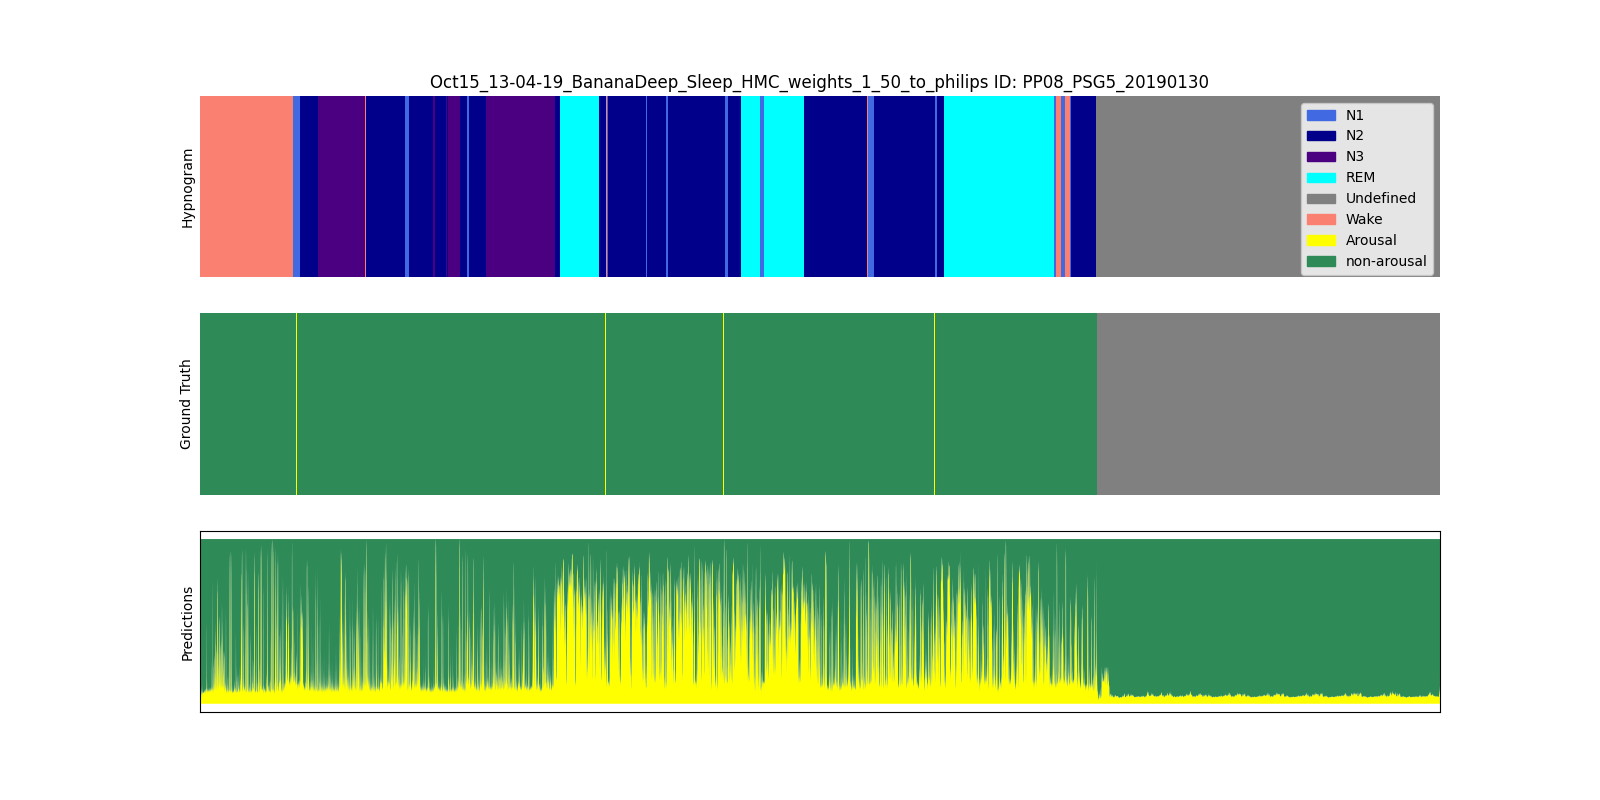 Oct15_13-04-19_BananaDeep_Sleep_HMC_weights_1_50_to_philips ID: PP08_PSG5_20190130
Hypnogram
N1
N2
N3
REM
Undefined
Wake
Arousal
non-arousal
Ground Truth
Predictions